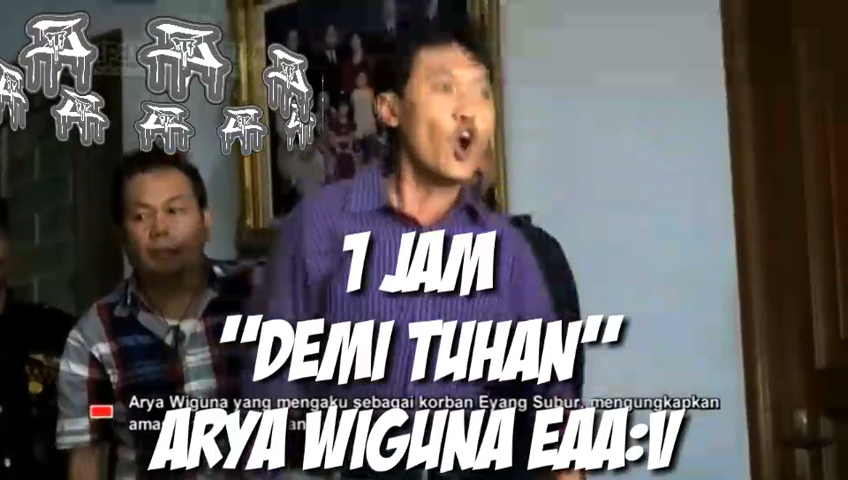 1 JAM
"DEMI TUHAN"
Arya Wiguna yang mengaku sebagai korban Eyang Subur, mengungkapkan
ARYA WIGUNA EAA:V